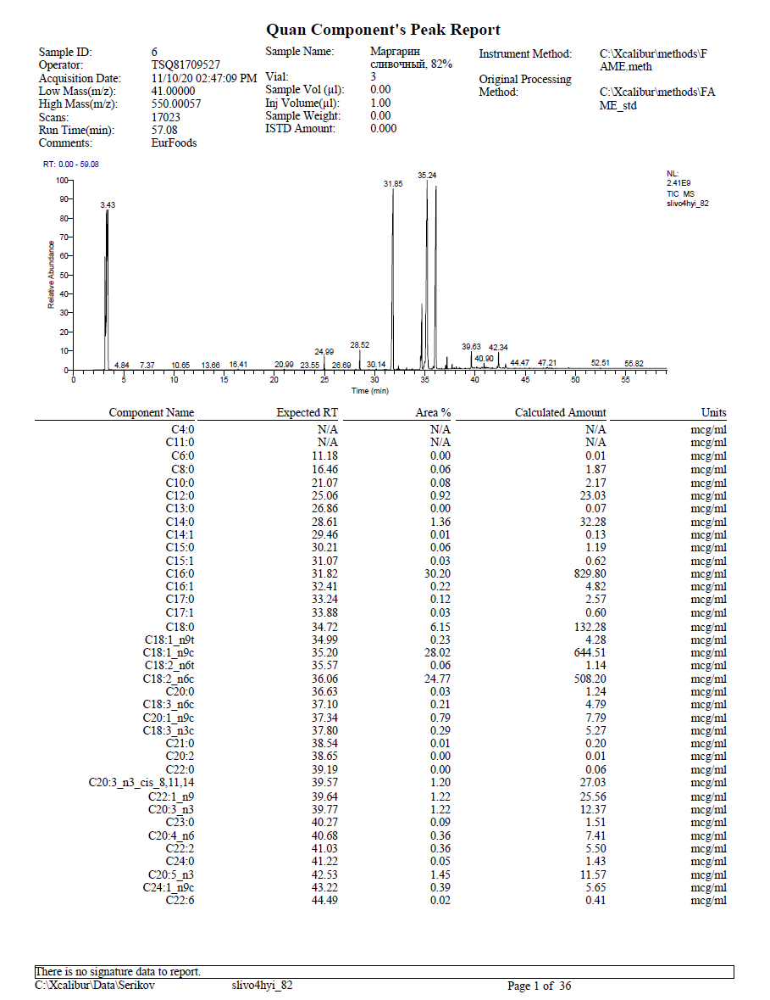 Quan Component's Peak Report
Sample ID: 6
Operator: TSQ81709527
Acquisition Date: 11/10/20 02:47:09 PM
Low Mass(m/z): 41.00000
High Mass(m/z): 550.00057
Scans: 17023
Run Time(min): 57.08
Comments: EurFoods
Sample Name: Маргарин
сливочный, 82%
Vial: 3
Sample Vol (µl): 0.00
Inj Volume(µl): 1.00
Sample Weight: 0.00
ISTD Amount: 0.000
Instrument Method: C:\Xcalibur\methods\F
AME.meth
Original Processing
Method: C:\Xcalibur\methods\FA
ME_std
RT: 0.00 - 59.08
NL:
2.41E9
TIC MS
slivo4hyi_82
Relative Abundance
100
90
80
70
60
50
40
30
20
10
0
3.43
31.85
35.24
4.84 7.37 10.65 13.66 16.41 20.99 23.55 24.99 26.69 28.52 30.14 39.63 40.90 42.34 44.47 47.21 52.51 55.82
0 5 10 15 20 25 30 35 40 45 50 55
Time (min)
Component Name Expected RT Area % Calculated Amount Units
C4:0 N/A N/A N/A mcg/ml
C11:0 N/A N/A N/A mcg/ml
C6:0 11.18 0.00 0.01 mcg/ml
C8:0 16.46 0.06 1.87 mcg/ml
C10:0 21.07 0.08 2.17 mcg/ml
C12:0 25.06 0.92 23.03 mcg/ml
C13:0 26.86 0.00 0.07 mcg/ml
C14:0 28.61 1.36 32.28 mcg/ml
C14:1 29.46 0.01 0.13 mcg/ml
C15:0 30.21 0.06 1.19 mcg/ml
C15:1 31.07 0.03 0.62 mcg/ml
C16:0 31.82 30.20 829.80 mcg/ml
C16:1 32.41 0.22 4.82 mcg/ml
C17:0 33.24 0.12 2.57 mcg/ml
C17:1 33.88 0.03 0.60 mcg/ml
C18:0 34.72 6.15 132.28 mcg/ml
C18:1_n9t 34.99 0.23 4.28 mcg/ml
C18:1_n9c 35.20 28.02 644.51 mcg/ml
C18:2_n6t 35.57 0.06 1.14 mcg/ml
C18:2_n6c 36.06 24.77 508.20 mcg/ml
C20:0 36.63 0.03 1.24 mcg/ml
C18:3_n6c 37.10 0.21 4.79 mcg/ml
C20:1_n9c 37.34 0.79 7.79 mcg/ml
C18:3_n3c 37.80 0.29 5.27 mcg/ml
C21:0 38.54 0.01 0.20 mcg/ml
C20:2 38.65 0.00 0.01 mcg/ml
C22:0 39.19 0.00 0.06 mcg/ml
C20:3_n3_cis_8,11,14 39.57 1.20 27.03 mcg/ml
C22:1_n9 39.64 1.22 25.56 mcg/ml
C20:3_n3 39.77 1.22 12.37 mcg/ml
C23:0 40.27 0.09 1.51 mcg/ml
C20:4_n6 40.68 0.36 7.41 mcg/ml
C22:2 41.03 0.36 5.50 mcg/ml
C24:0 41.22 0.05 1.43 mcg/ml
C20:5_n3 42.53 1.45 11.57 mcg/ml
C24:1_n9c 43.22 0.39 5.65 mcg/ml
C22:6 44.49 0.02 0.41 mcg/ml
There is no signature data to report.
C:\Xcalibur\Data\Serikov slivo4hyi_82 Page 1 of 36